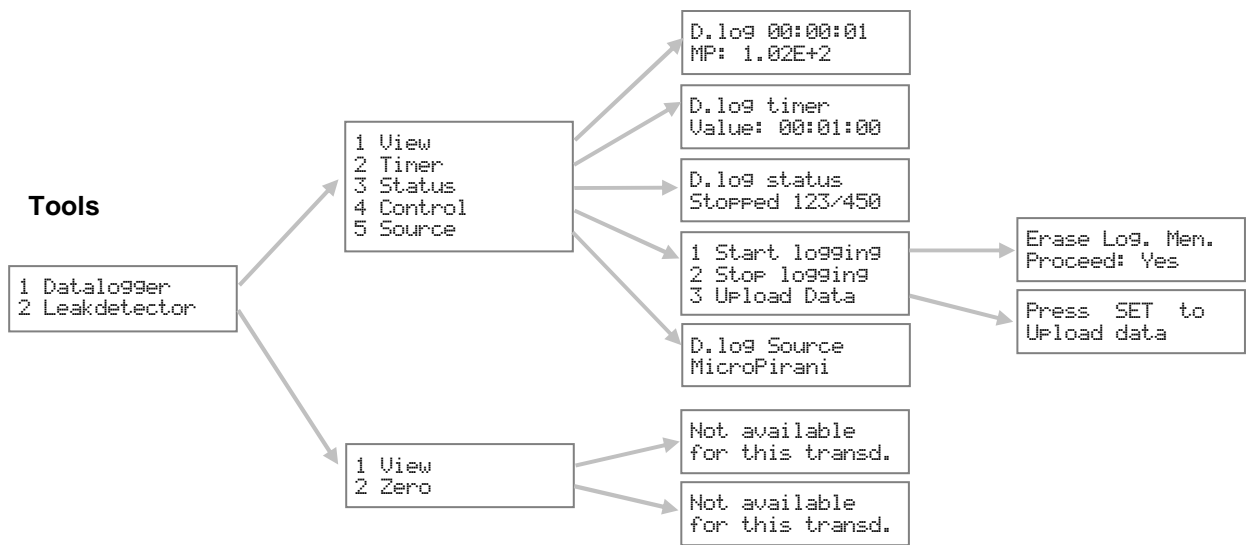 Tools
1 Datalogger
2 Leakdetector
1 View
2 Timer
3 Status
4 Control
5 Source
D.log 00:00:01
MP: 1.02E+2
D.log timer
Value: 00:01:00
D.log status
Stopped 123/450
1 Start logging
2 Stop logging
3 Upload Data
Erase Log. Mem.
Proceed: Yes
Press SET to
Upload data
D.log Source
MicroPirani
1 View
2 Zero
Not available
for this transd.
Not available
for this transd.